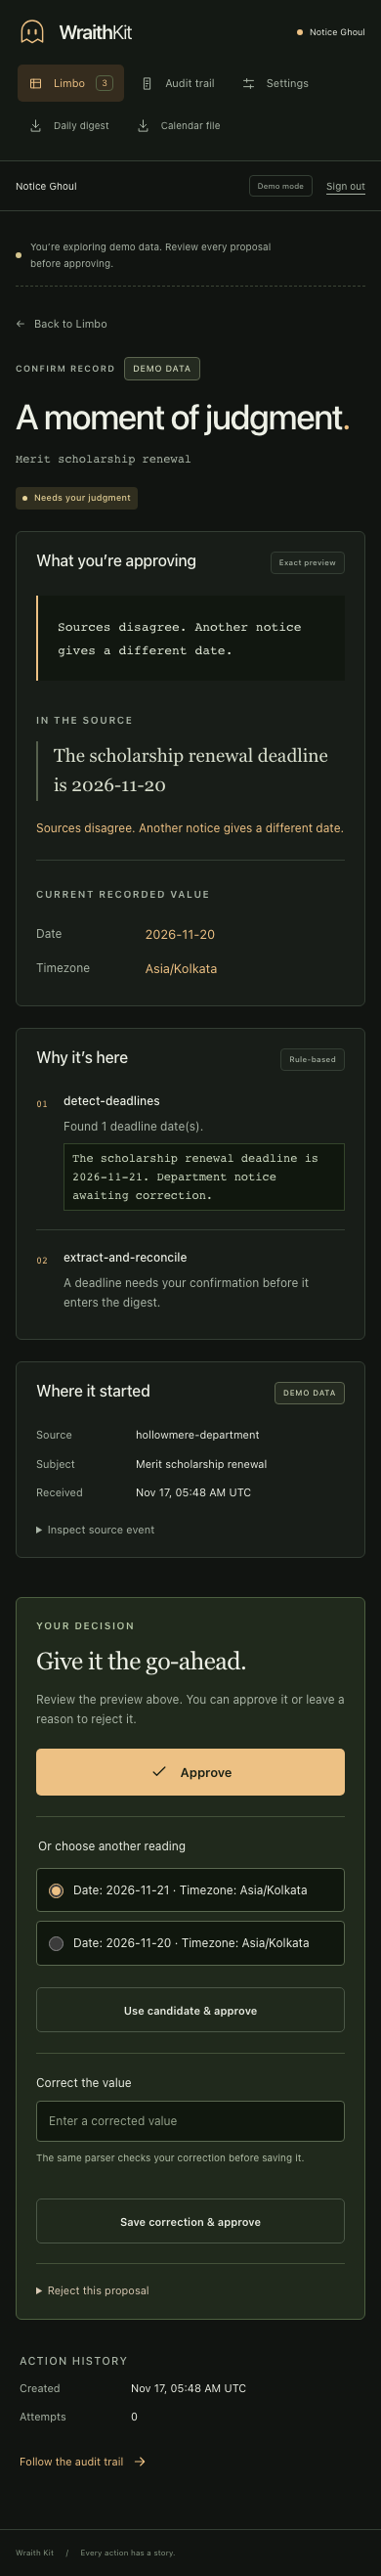 WraithKit
Notice Ghoul
Limbo 3
Audit trail
Settings
Daily digest
Calendar file
Notice Ghoul
Demo mode
Sign out
You're exploring demo data. Review every proposal
before approving.
← Back to Limbo
CONFIRM RECORD
DEMO DATA
A moment of judgment.
Merit scholarship renewal
Needs your judgment
What you're approving
Exact preview
Sources disagree. Another notice
gives a different date.
IN THE SOURCE
The scholarship renewal deadline
is 2026-11-20
Sources disagree. Another notice gives a different date.
CURRENT RECORDED VALUE
Date 2026-11-20
Timezone Asia/Kolkata
Why it's here
Rule-based
01 detect-deadlines
Found 1 deadline date(s).
The scholarship renewal deadline is
2026-11-21. Department notice
awaiting correction.
02 extract-and-reconcile
A deadline needs your confirmation before it
enters the digest.
Where it started
DEMO DATA
Source hollowmere-department
Subject Merit scholarship renewal
Received Nov 17, 05:48 AM UTC
▶ Inspect source event
YOUR DECISION
Give it the go-ahead.
Review the preview above. You can approve it or leave a
reason to reject it.
Approve
Or choose another reading
Date: 2026-11-21 · Timezone: Asia/Kolkata
Date: 2026-11-20 · Timezone: Asia/Kolkata
Use candidate & approve
Correct the value
Enter a corrected value
The same parser checks your correction before saving it.
Save correction & approve
▶ Reject this proposal
ACTION HISTORY
Created Nov 17, 05:48 AM UTC
Attempts 0
Follow the audit trail →
Wraith Kit / Every action has a story.